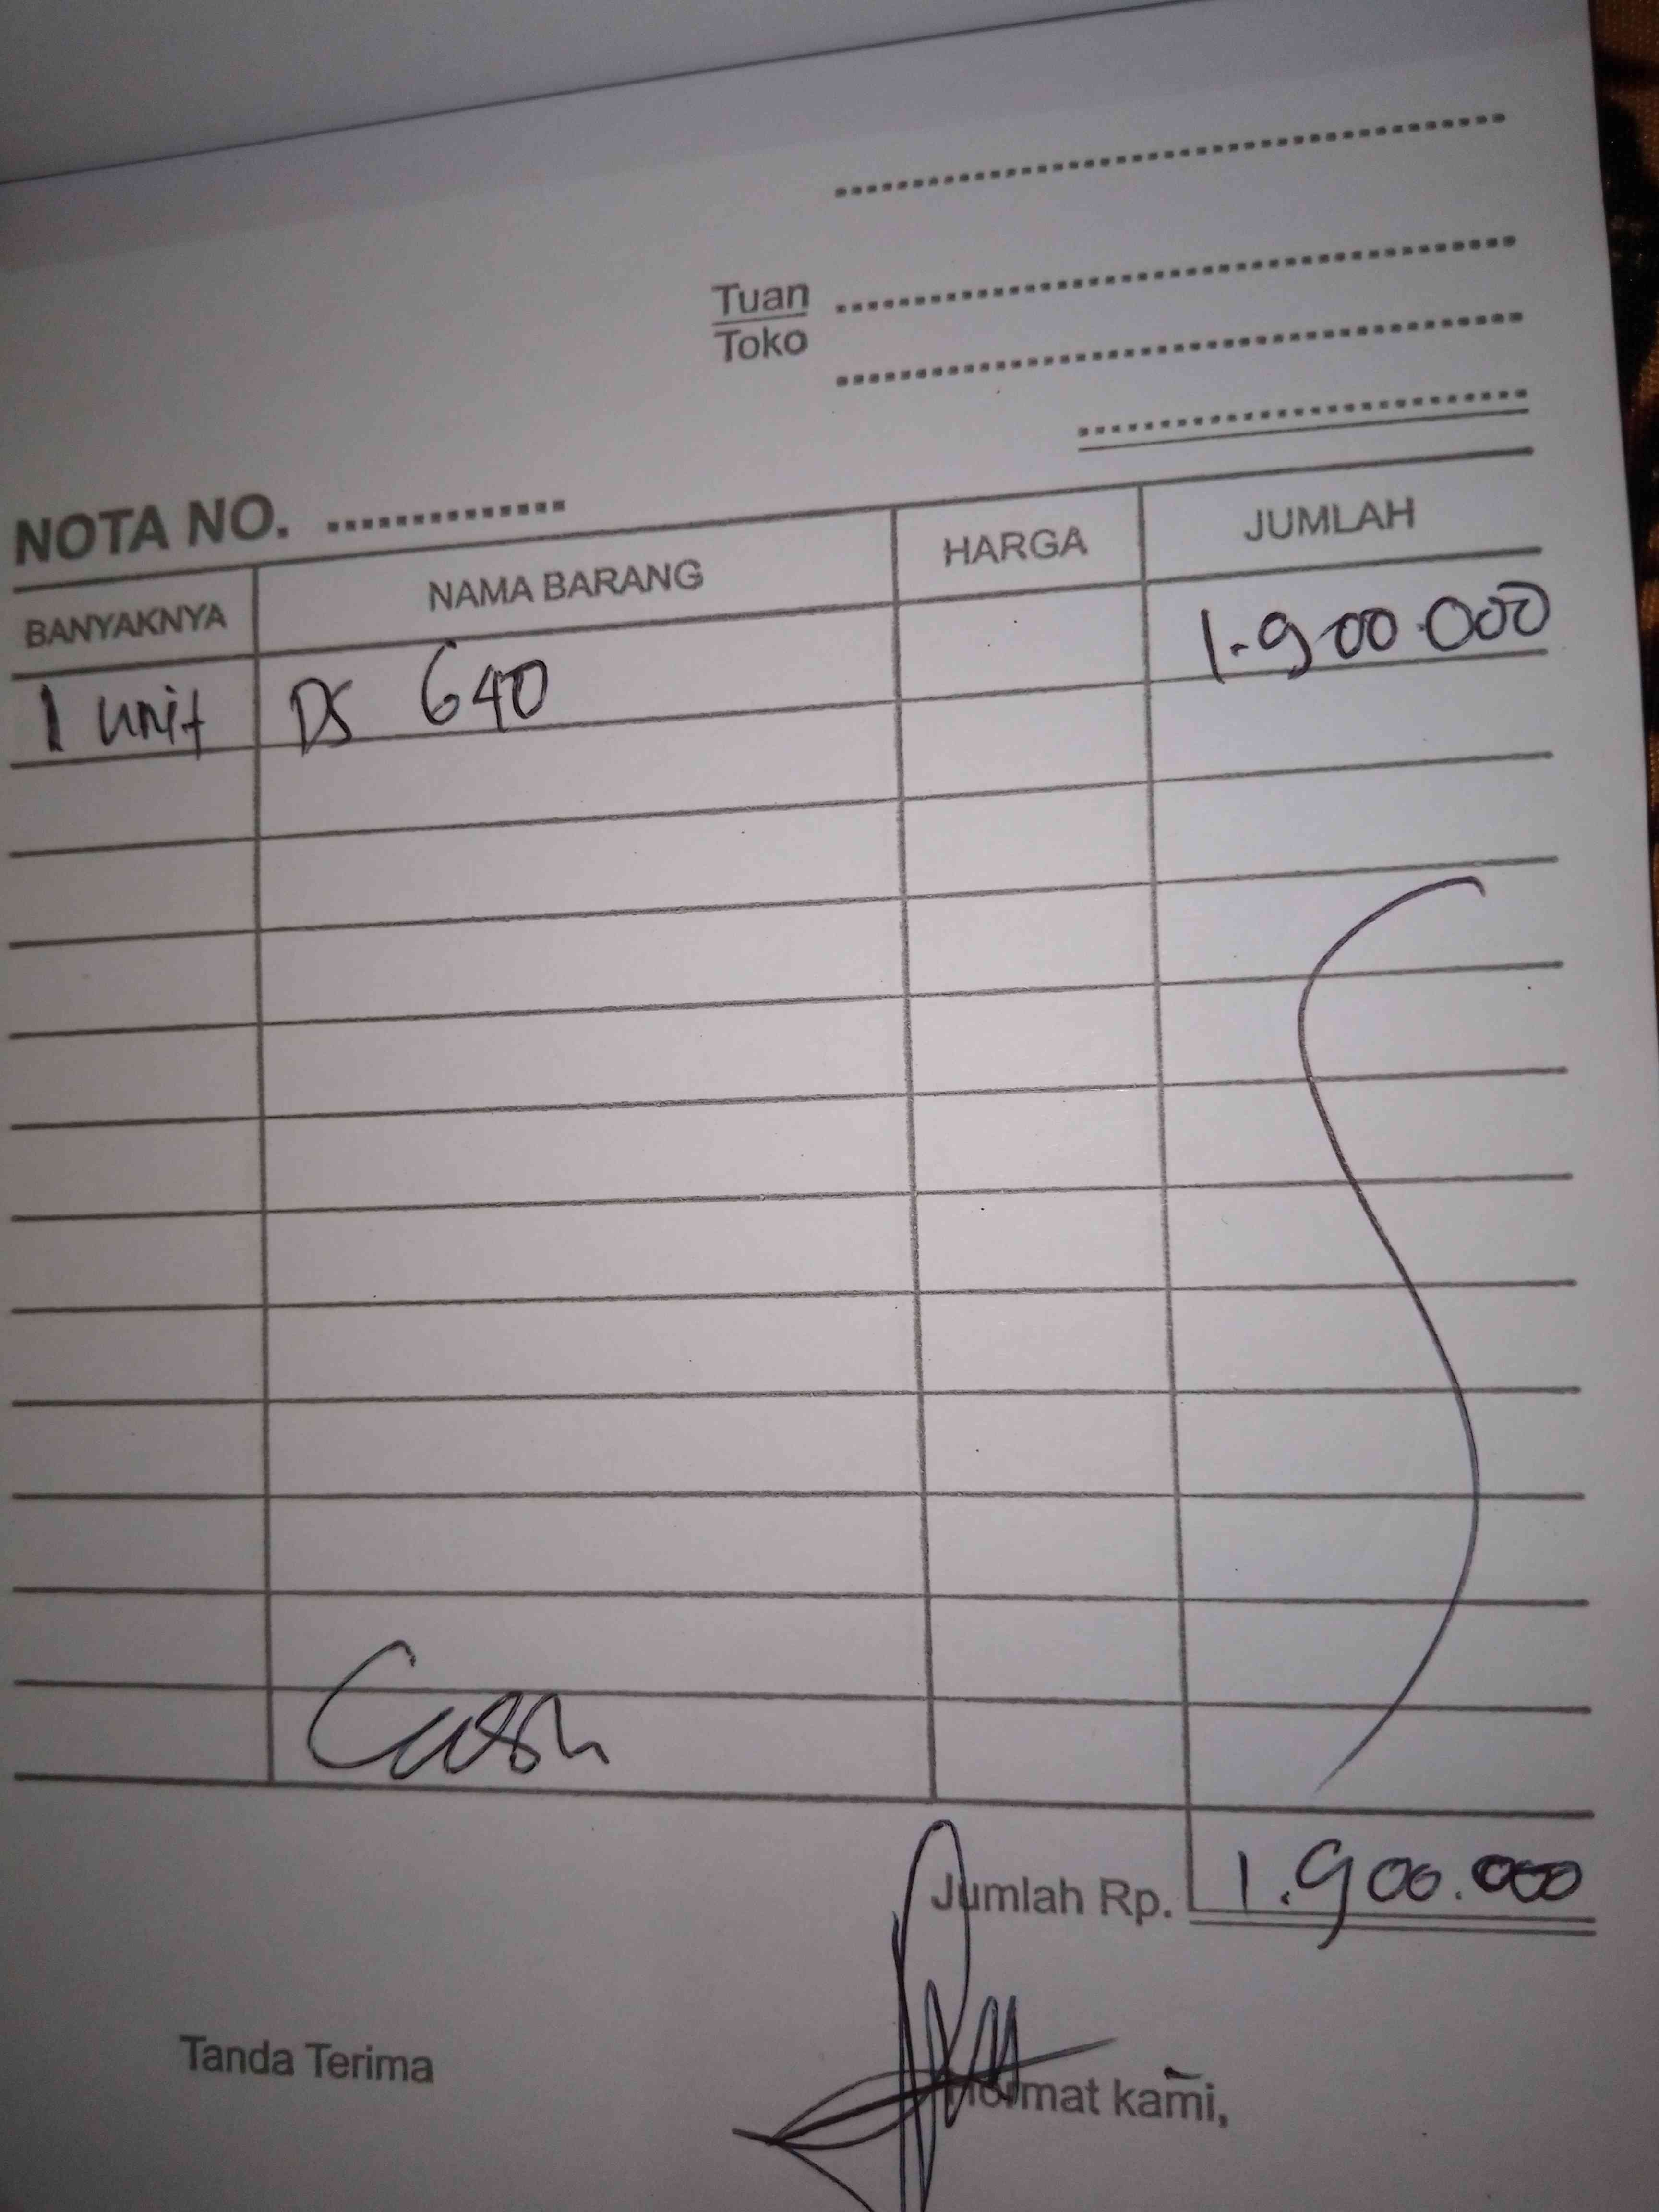 Tuan
Toko
NOTA NO. ...............
BANYAKNYA NAMA BARANG HARGA JUMLAH
1 unit DS 640 1.900.000
Cash
Jumlah Rp. 1.900.000
Tanda Terima Hormat kami,